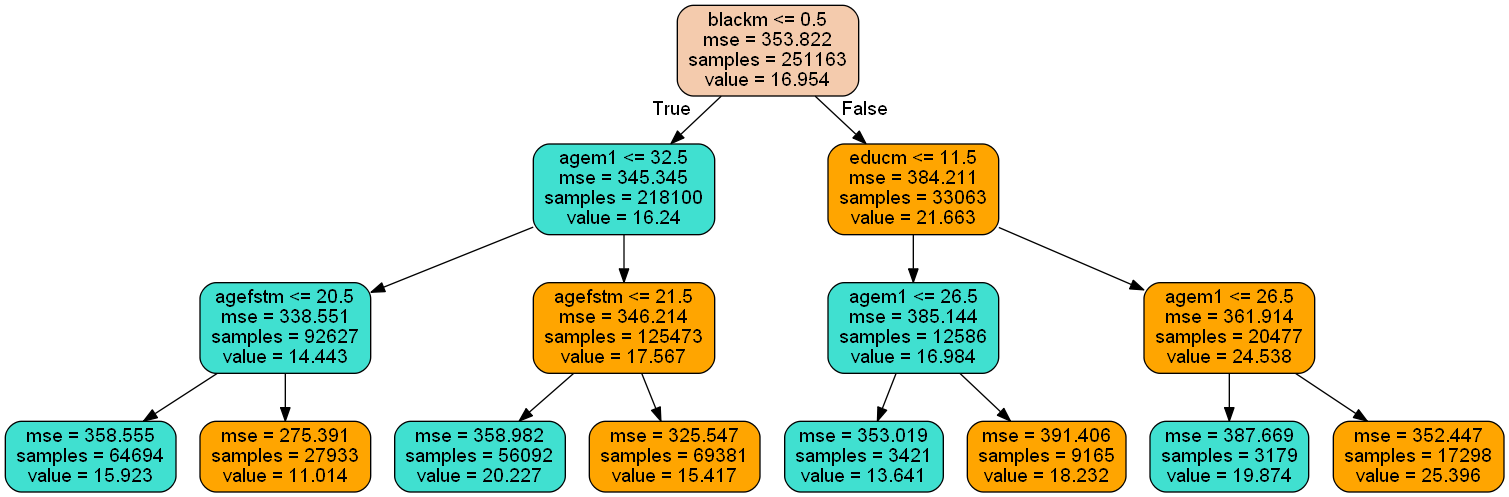 blackm <= 0.5
mse = 353.822
samples = 251163
value = 16.954
True
False
agem1 <= 32.5
mse = 345.345
samples = 218100
value = 16.24
educm <= 11.5
mse = 384.211
samples = 33063
value = 21.663
agefstm <= 20.5
mse = 338.551
samples = 92627
value = 14.443
agefstm <= 21.5
mse = 346.214
samples = 125473
value = 17.567
agem1 <= 26.5
mse = 385.144
samples = 12586
value = 16.984
agem1 <= 26.5
mse = 361.914
samples = 20477
value = 24.538
mse = 358.555
samples = 64694
value = 15.923
mse = 275.391
samples = 27933
value = 11.014
mse = 358.982
samples = 56092
value = 20.227
mse = 325.547
samples = 69381
value = 15.417
mse = 353.019
samples = 3421
value = 13.641
mse = 391.406
samples = 9165
value = 18.232
mse = 387.669
samples = 3179
value = 19.874
mse = 352.447
samples = 17298
value = 25.396